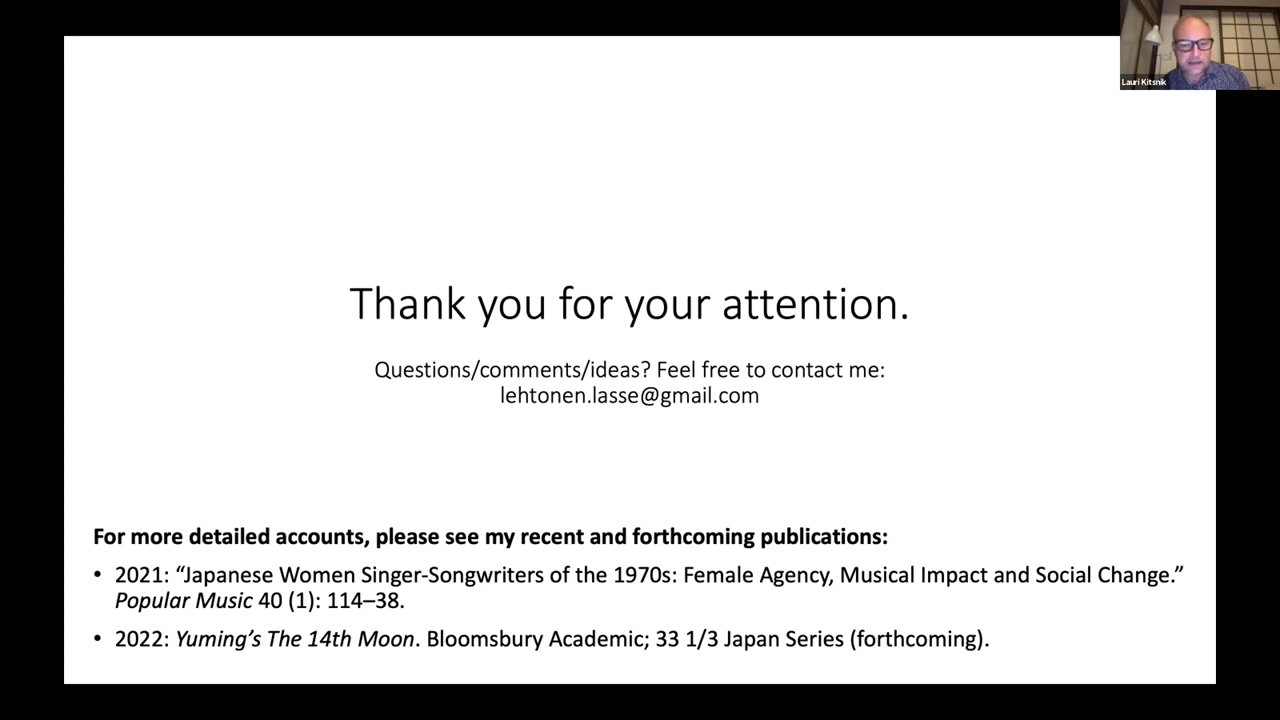 Lauri Kitsnik
Thank you for your attention.
Questions/comments/ideas? Feel free to contact me:
lehtonen.lasse@gmail.com
For more detailed accounts, please see my recent and forthcoming publications:
• 2021: “Japanese Women Singer-Songwriters of the 1970s: Female Agency, Musical Impact and Social Change.”
Popular Music 40 (1): 114–38.
• 2022: Yuming’s The 14th Moon. Bloomsbury Academic; 33 1/3 Japan Series (forthcoming).